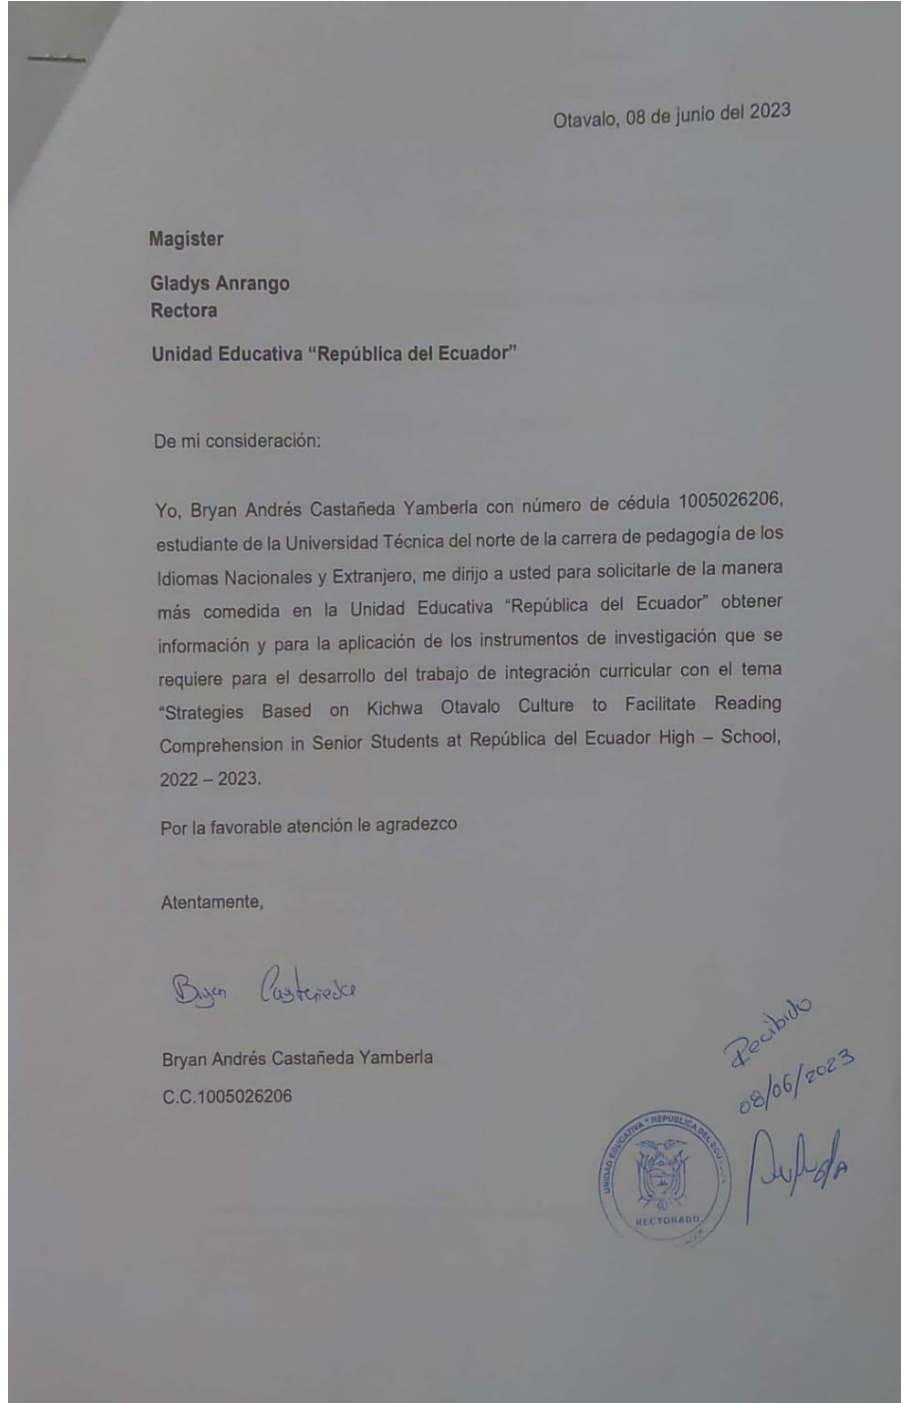 Otavalo, 08 de junio del 2023
Magíster
Gladys Anrango
Rectora
Unidad Educativa “República del Ecuador”
De mi consideración:
Yo, Bryan Andrés Castañeda Yamberla con número de cédula 1005026206,
estudiante de la Universidad Técnica del norte de la carrera de pedagogía de los
Idiomas Nacionales y Extranjero, me dirijo a usted para solicitarle de la manera
más comedida en la Unidad Educativa “República del Ecuador” obtener
información y para la aplicación de los instrumentos de investigación que se
requiere para el desarrollo del trabajo de integración curricular con el tema
“Strategies Based on Kichwa Otavalo Culture to Facilitate Reading
Comprehension in Senior Students at República del Ecuador High – School,
2022 – 2023.
Por la favorable atención le agradezco
Atentamente,
Bryan Castañeda
Bryan Andrés Castañeda Yamberla
C.C.1005026206
Recibido
08/06/2023
UNIDAD EDUCATIVA * REPUBLICA DEL
RECTORADO